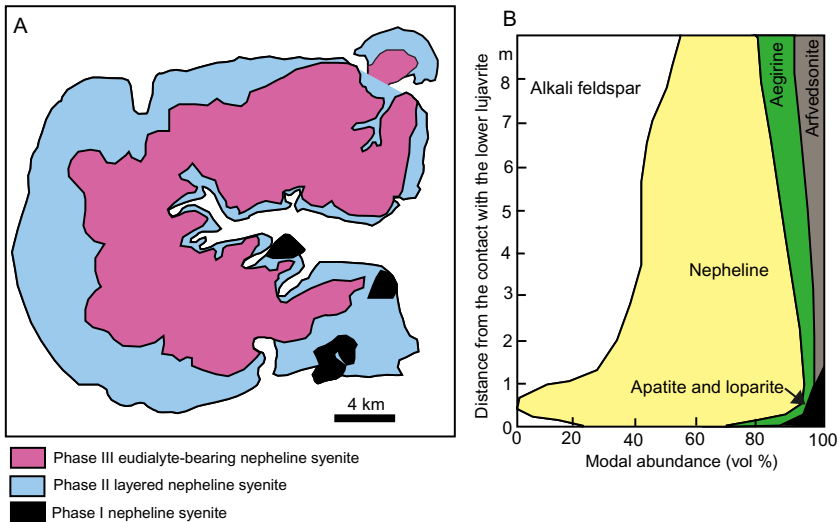 A
4 km
Phase III eudialyte-bearing nepheline syenite
Phase II layered nepheline syenite
Phase I nepheline syenite
B
m
8
7
6
5
4
3
2
1
0
Distance from the contact with the lower lujavrite
Alkali feldspar
Nepheline
Aegirine
Arfvedsonite
Apatite and loparite
0 20 40 60 80 100
Modal abundance (vol %)